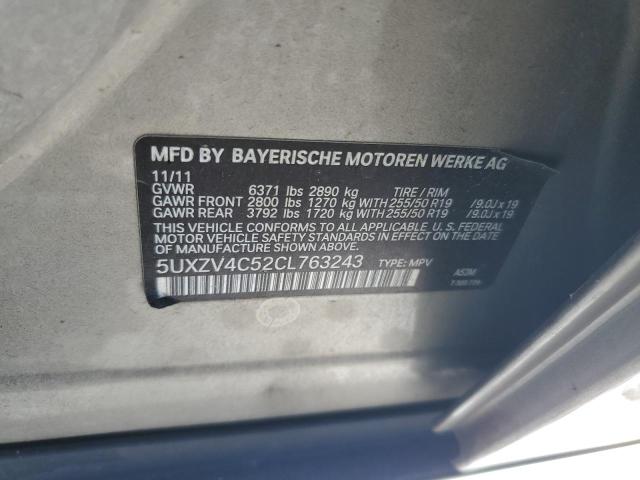 MFD BY BAYERISCHE MOTOREN WERKE AG
11/11
GVWR 6371 lbs 2890 kg TIRE / RIM
GAWR FRONT 2800 lbs 1270 kg WITH 255/50 R19 /9.0J x 19
GAWR REAR 3792 lbs 1720 kg WITH 255/50 R19 /9.0J x 19
THIS VEHICLE CONFORMS TO ALL APPLICABLE U. S. FEDERAL
MOTOR VEHICLE SAFETY STANDARDS IN EFFECT ON THE DATE OF
MANUFACTURE SHOWN ABOVE.
5UXZV4C52CL763243 TYPE: MPV